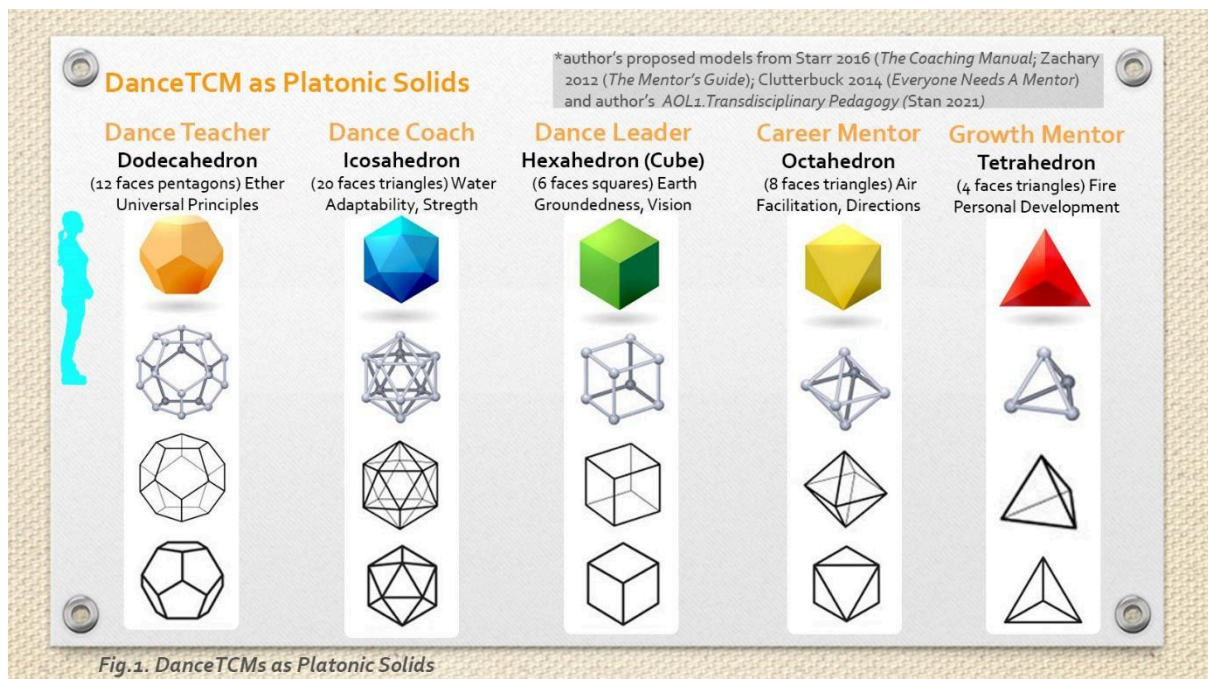 *author's proposed models from Starr 2016 (The Coaching Manual; Zachary
2012 (The Mentor's Guide); Clutterbuck 2014 (Everyone Needs A Mentor)
and author's AOL1.Transdisciplinary Pedagogy (Stan 2021)
DanceTCM as Platonic Solids
Dance Teacher
Dodecahedron
(12 faces pentagons) Ether
Universal Principles
Dance Coach
Icosahedron
(20 faces triangles) Water
Adaptability, Stregth
Dance Leader
Hexahedron (Cube)
(6 faces squares) Earth
Groundedness, Vision
Career Mentor
Octahedron
(8 faces triangles) Air
Facilitation, Directions
Growth Mentor
Tetrahedron
(4 faces triangles) Fire
Personal Development
Fig.1. DanceTCMs as Platonic Solids